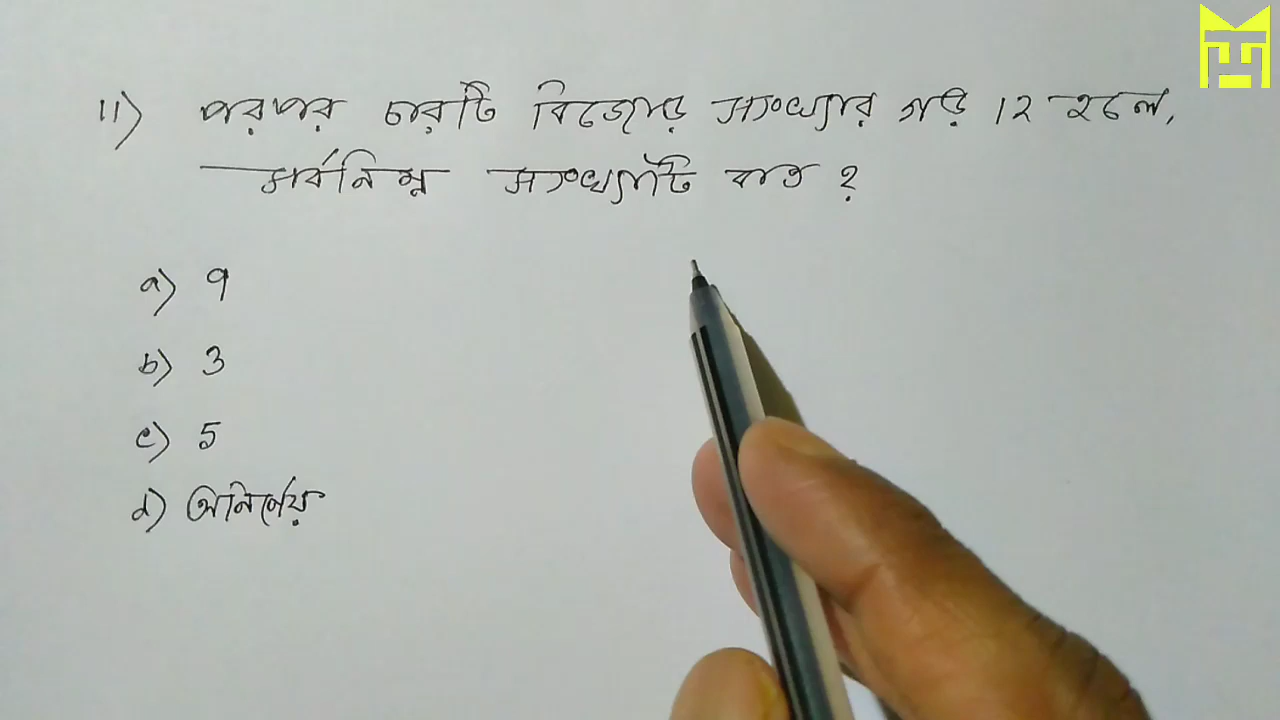 11) পরপর চারটি বিজোড় সংখ্যার গড় 12 হলে,
সর্বনিম্ন সংখ্যাটি কত ?
a) 9
b) 3
c) 5
d) অনির্ণেয়